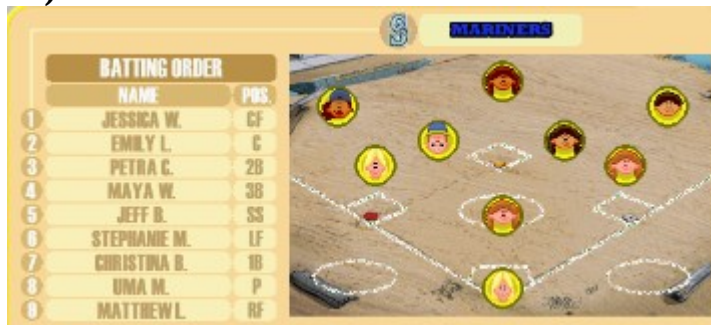 S MARINERS
BATTING ORDER
NAME POS.
1 JESSICA W. CF
2 EMILY L. C
3 PETRA C. 2B
4 MAYA W. 3B
5 JEFF B. SS
6 STEPHANIE M. LF
7 CHRISTINA B. 1B
8 UMA M. P
9 MATTHEW L. RF